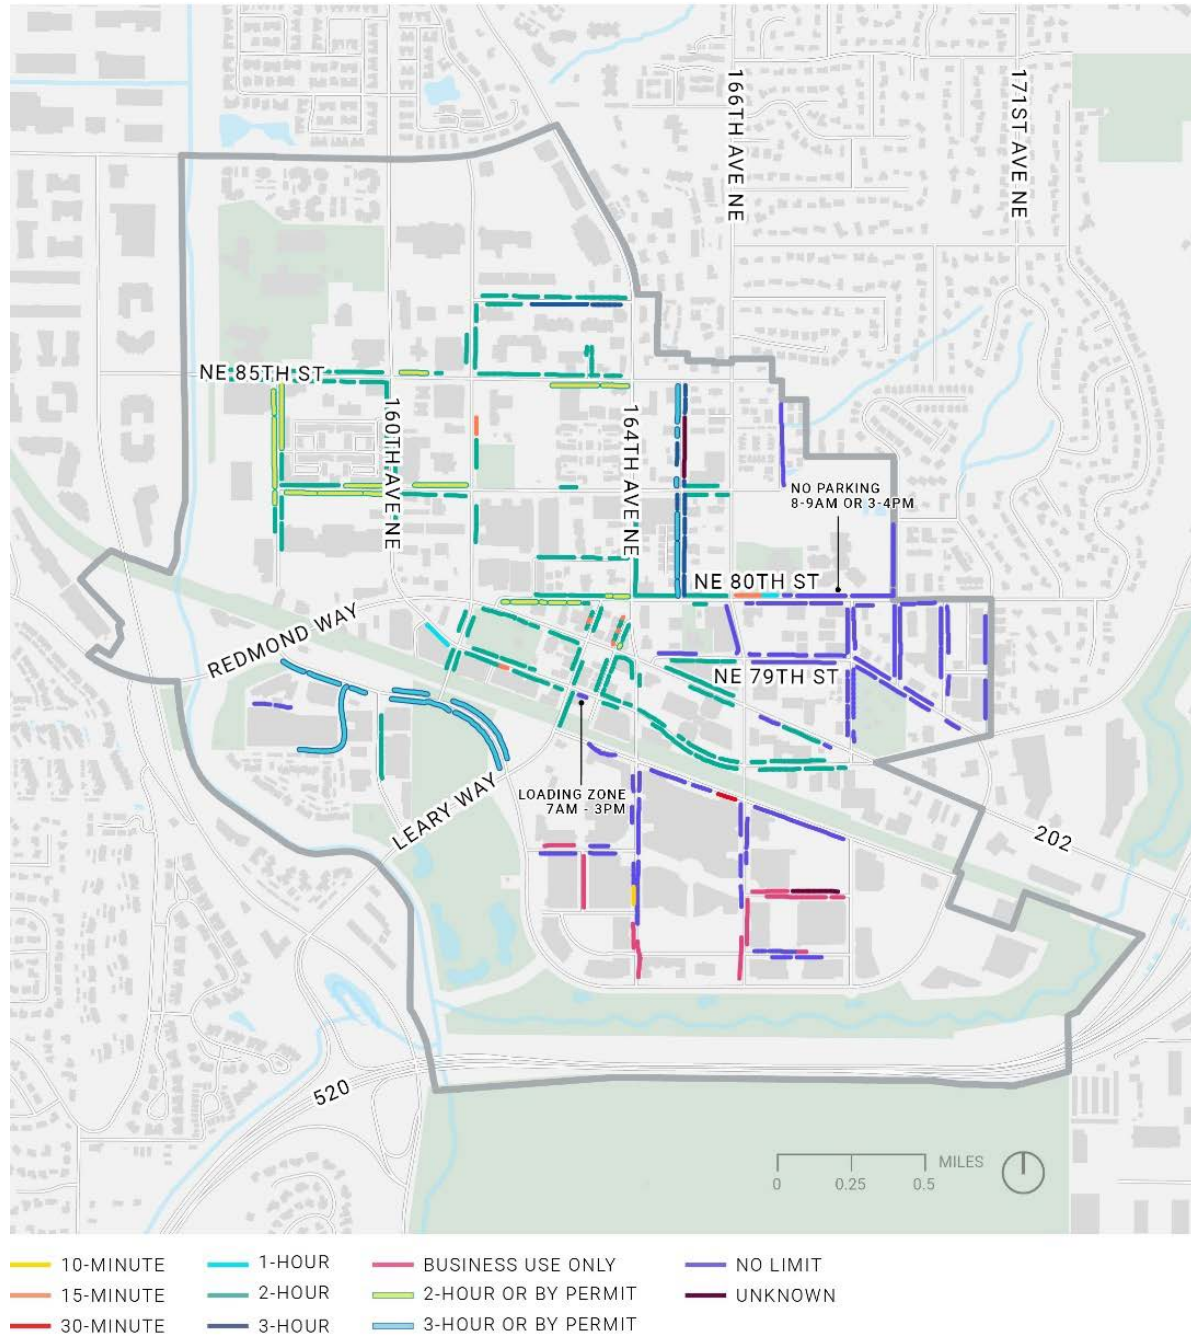 166TH AVE NE
171ST AVE NE
NE 85TH ST
160TH AVE NE
164TH AVE NE
NO PARKING
8-9AM OR 3-4PM
NE 80TH ST
REDMOND WAY
NE 79TH ST
LOADING ZONE
7AM - 3PM
LEARY WAY
202
520
MILES
0 0.25 0.5
10-MINUTE
15-MINUTE
30-MINUTE
1-HOUR
2-HOUR
3-HOUR
BUSINESS USE ONLY
2-HOUR OR BY PERMIT
3-HOUR OR BY PERMIT
NO LIMIT
UNKNOWN